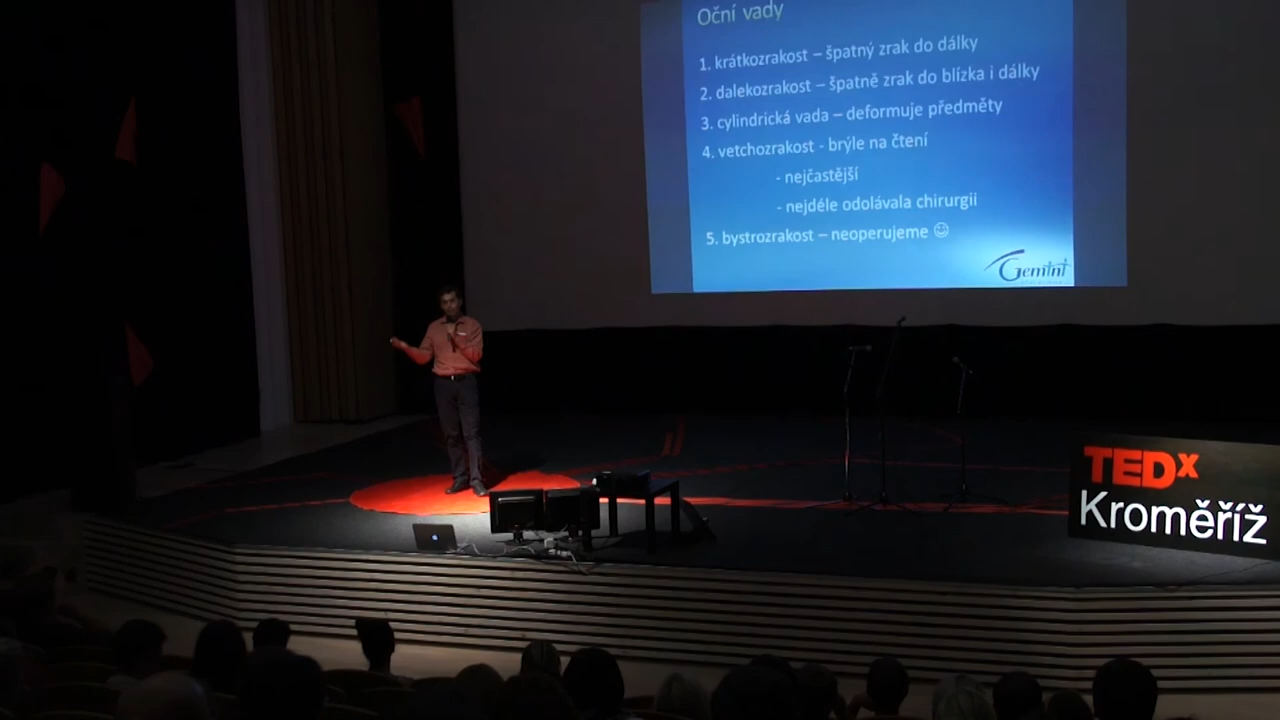 Oční vady
1. krátkozrakost – špatný zrak do dálky
2. dalekozrakost – špatně zrak do blízka i dálky
3. cylindrická vada – deformuje předměty
4. vetchozrakost - brýle na čtení
- nejčastější
- nejdéle odolávala chirurgii
5. bystrozrakost – neoperujeme ☺
Gemini
TEDx
Kroměříž